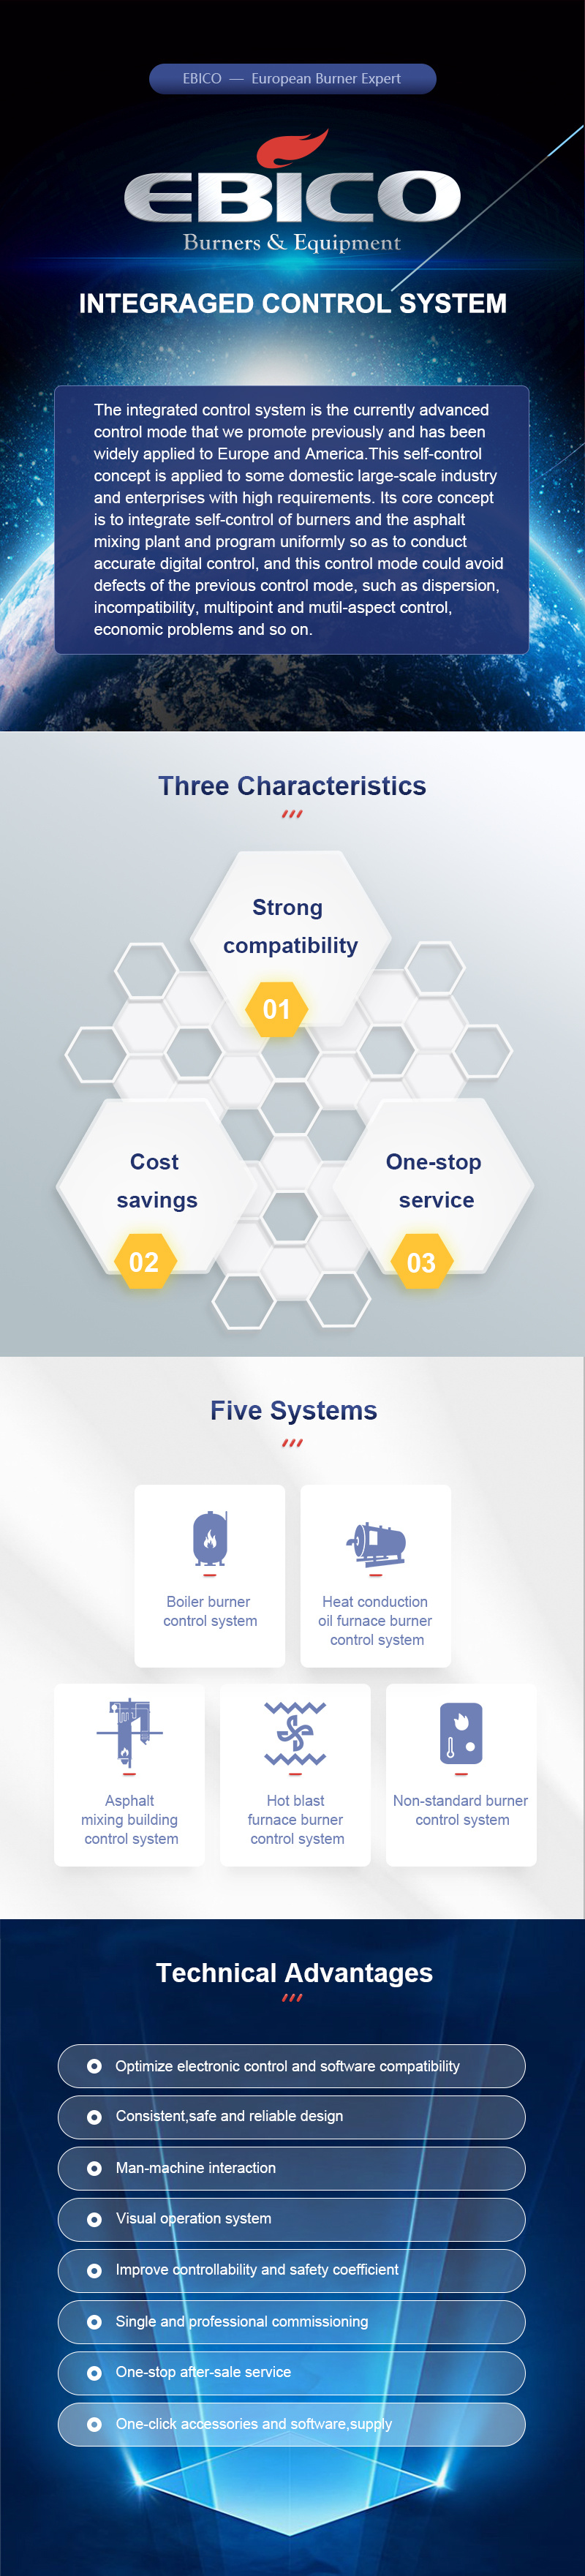 EBICO — European Burner Expert
EBICO
Burners & Equipment
INTEGRAGED CONTROL SYSTEM
The integrated control system is the currently advanced
control mode that we promote previously and has been
widely applied to Europe and America.This self-control
concept is applied to some domestic large-scale industry
and enterprises with high requirements. Its core concept
is to integrate self-control of burners and the asphalt
mixing plant and program uniformly so as to conduct
accurate digital control, and this control mode could avoid
defects of the previous control mode, such as dispersion,
incompatibility, multipoint and mutil-aspect control,
economic problems and so on.
Three Characteristics
Strong
compatibility
01
Cost
savings
02
One-stop
service
03
Five Systems
Boiler burner
control system
Heat conduction
oil furnace burner
control system
Asphalt
mixing building
control system
Hot blast
furnace burner
control system
Non-standard burner
control system
Technical Advantages
Optimize electronic control and software compatibility
Consistent,safe and reliable design
Man-machine interaction
Visual operation system
Improve controllability and safety coefficient
Single and professional commissioning
One-stop after-sale service
One-click accessories and software,supply